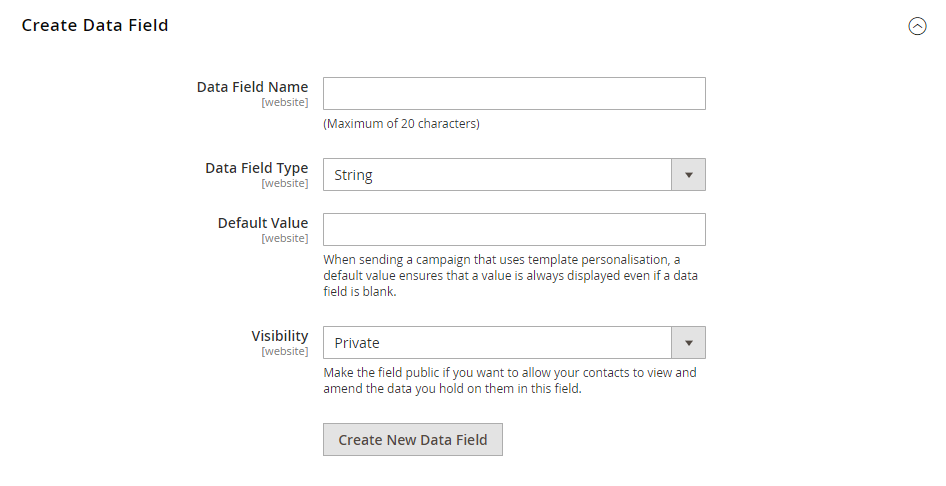 Create Data Field
Data Field Name
[website]
(Maximum of 20 characters)
Data Field Type
[website]
String
Default Value
[website]
When sending a campaign that uses template personalisation, a
default value ensures that a value is always displayed even if a data
field is blank.
Visibility
[website]
Private
Make the field public if you want to allow your contacts to view and
amend the data you hold on them in this field.
Create New Data Field